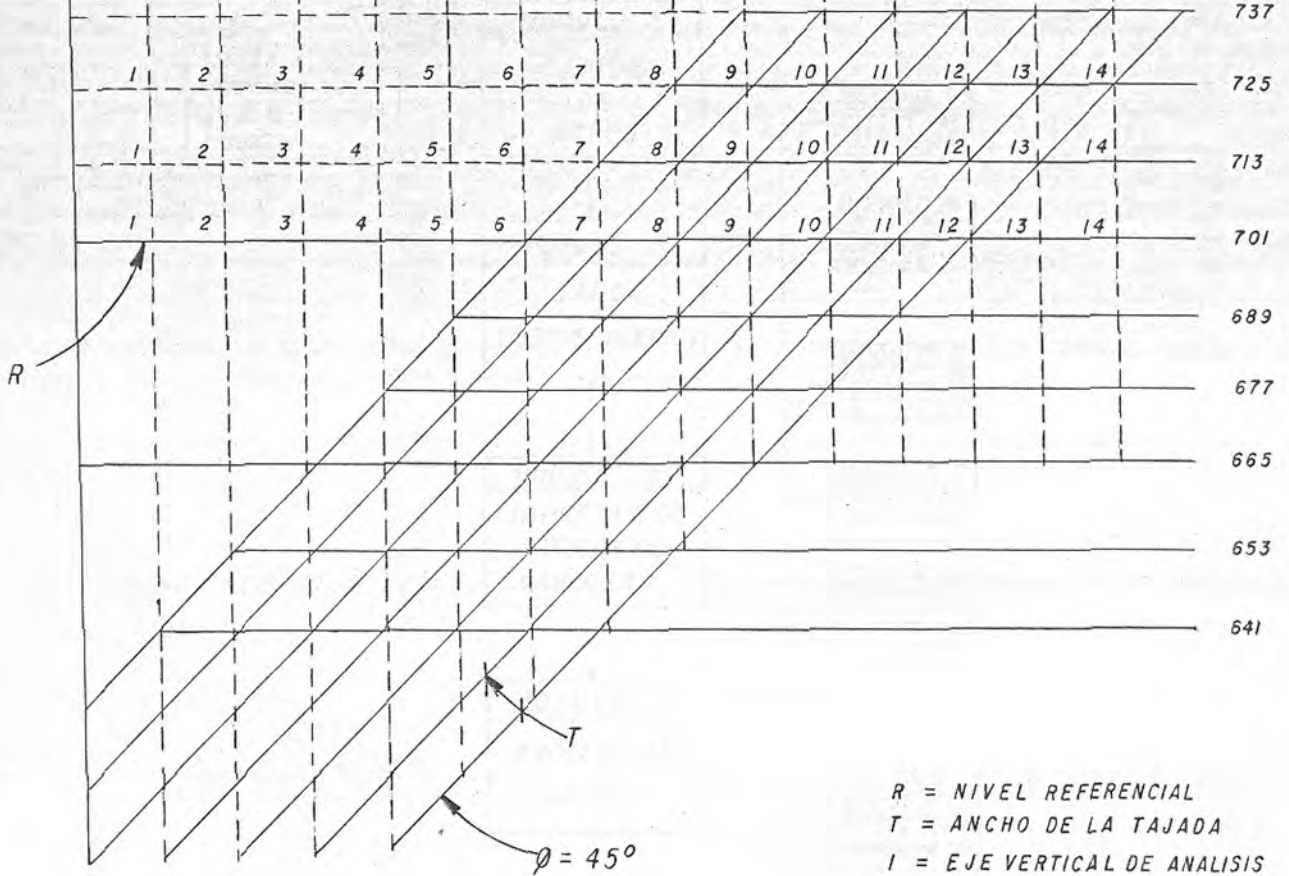 737
1 2 3 4 5 6 7 8 9 10 11 12 13 14 725
1 2 3 4 5 6 7 8 9 10 11 12 13 14 713
1 2 3 4 5 6 7 8 9 10 11 12 13 14 701
689
R
677
665
653
641
T
R = NIVEL REFERENCIAL
T = ANCHO DE LA TAJADA
Ø = 45°
1 = EJE VERTICAL DE ANALISIS